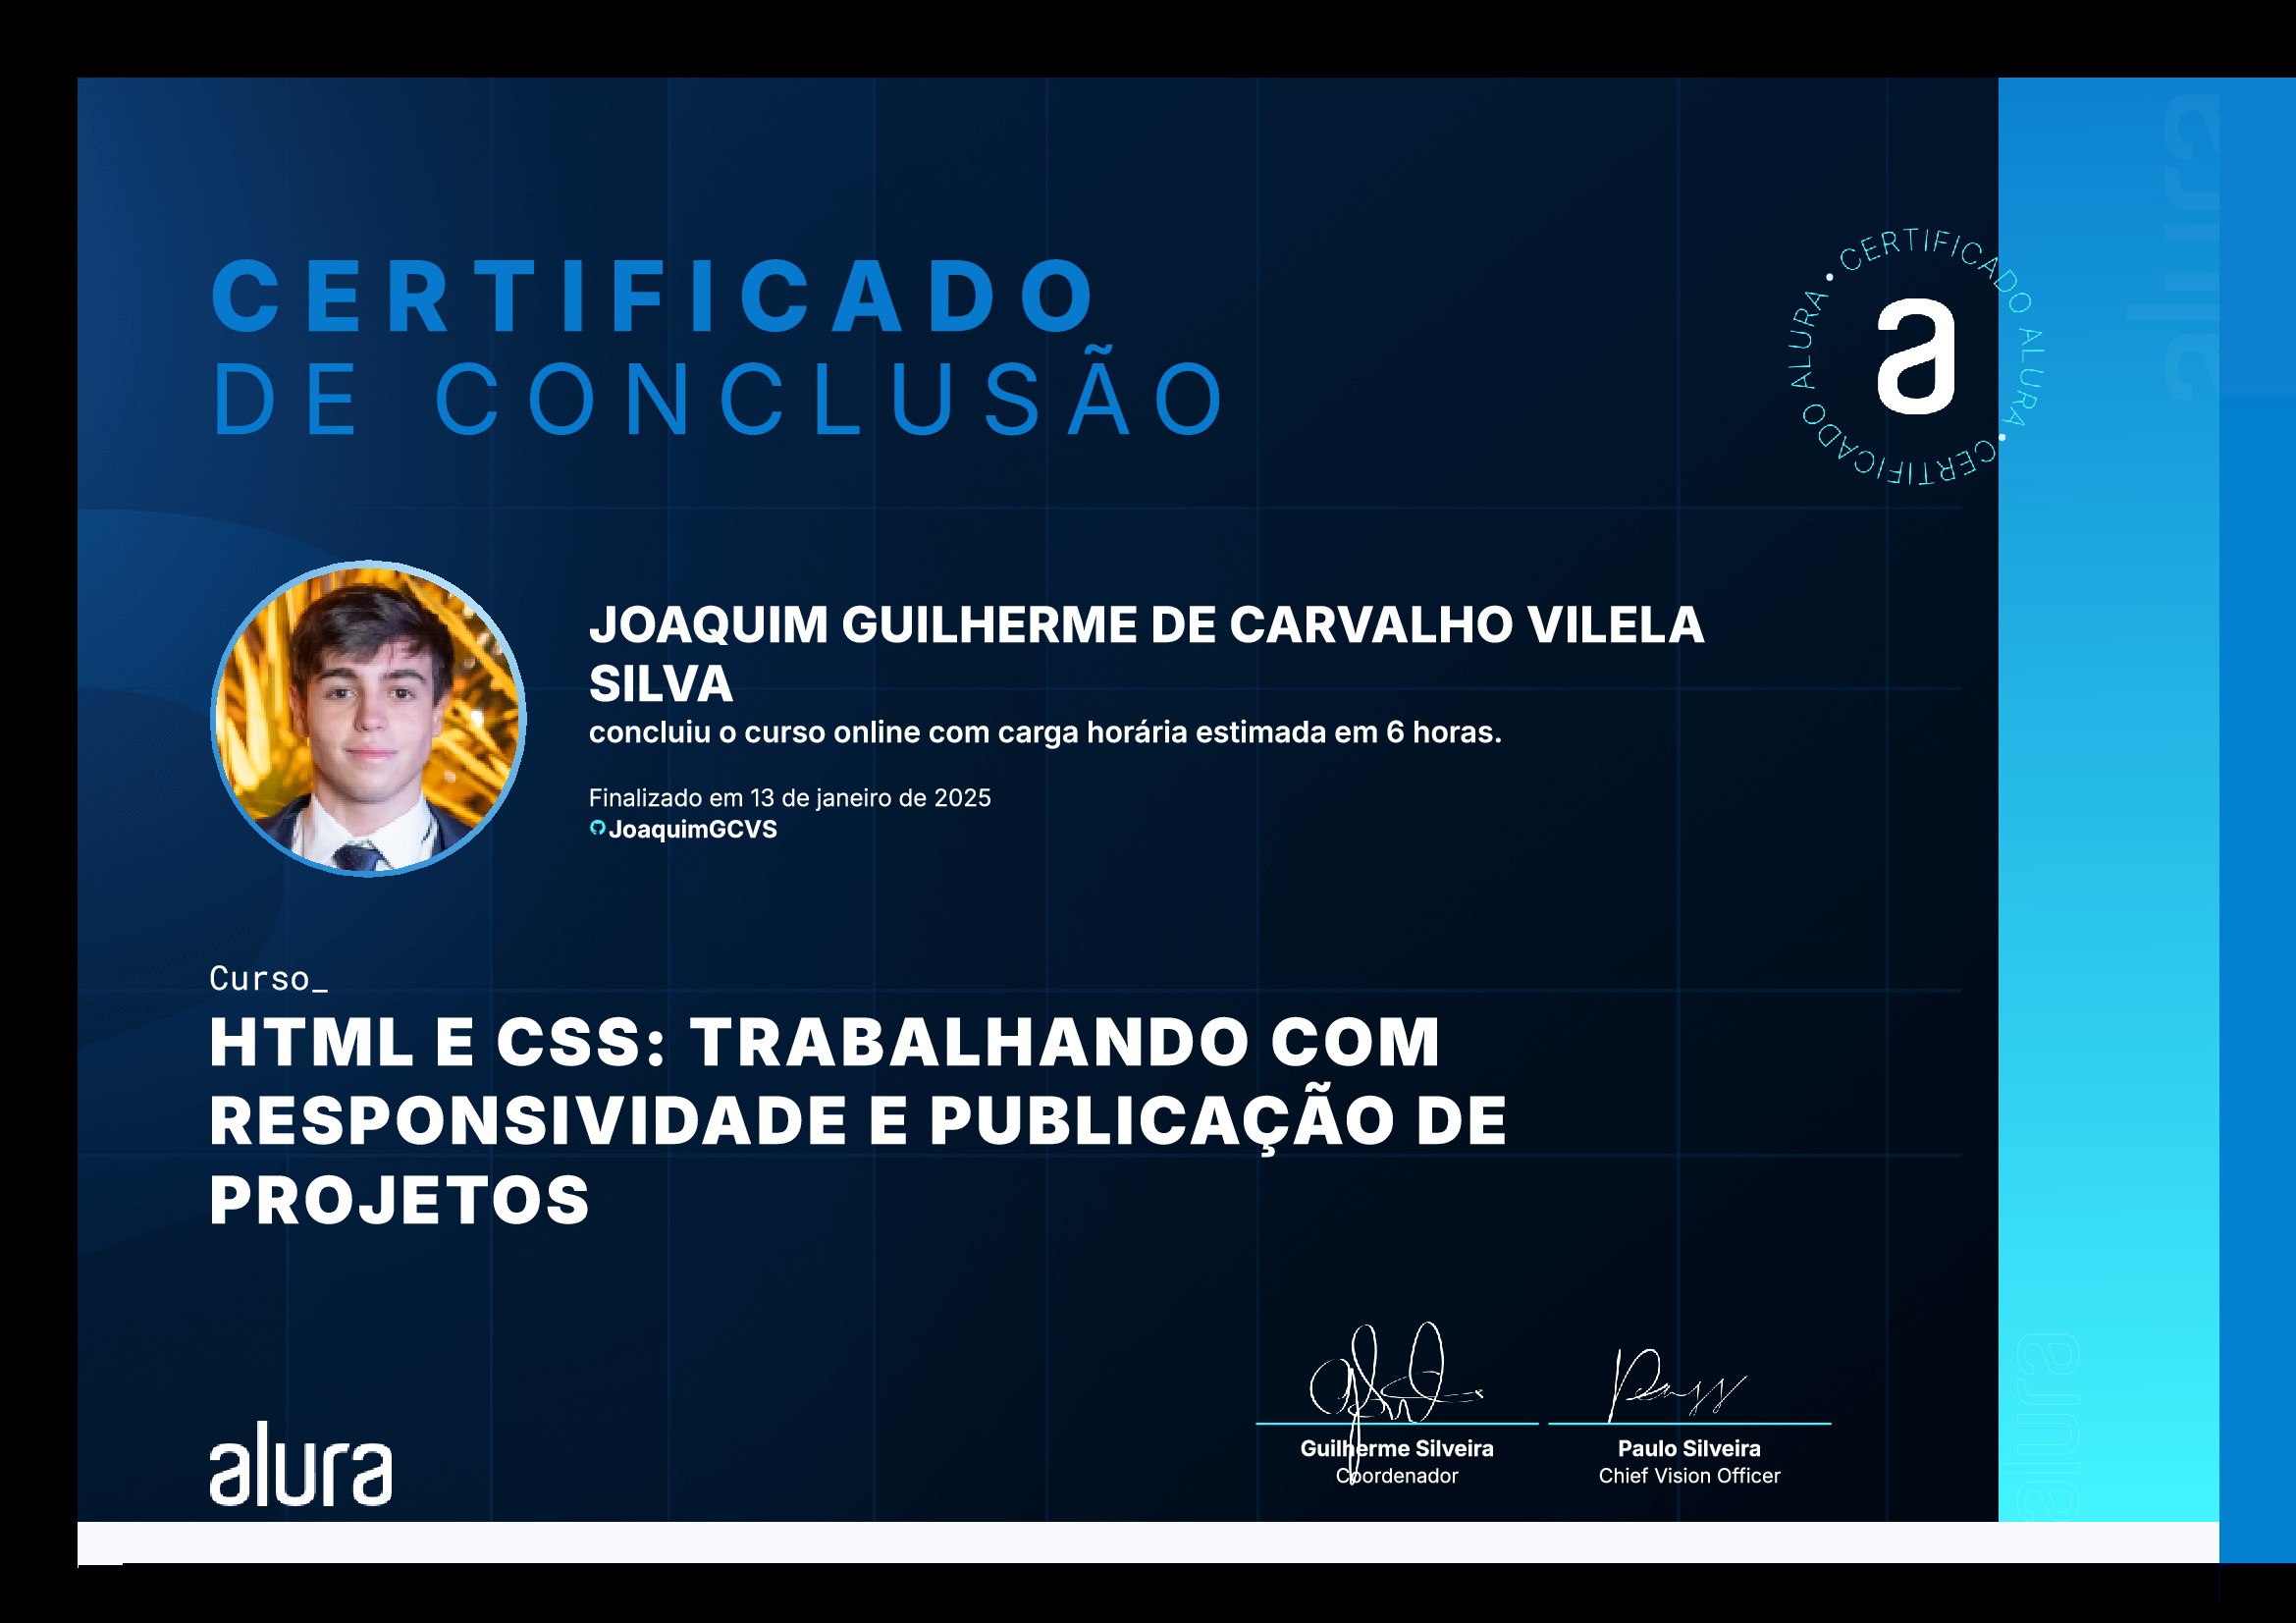 CERTIFICADO
DE CONCLUSÃO
CERTIFICADO ALURA • CERTIFICADO ALURA •
a
alura
JOAQUIM GUILHERME DE CARVALHO VILELA
SILVA
concluiu o curso online com carga horária estimada em 6 horas.
Finalizado em 13 de janeiro de 2025
JoaquimGCVS
Curso_
HTML E CSS: TRABALHANDO COM
RESPONSIVIDADE E PUBLICAÇÃO DE
PROJETOS
Guilherme Silveira
Coordenador
Paulo Silveira
Chief Vision Officer
alura
alura